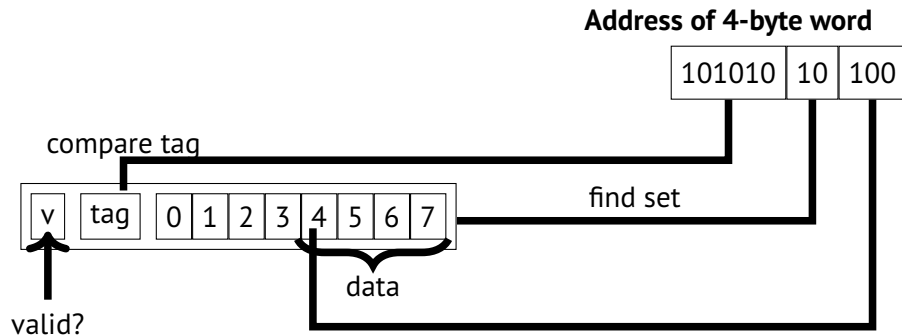 Address of 4-byte word
101010 10 100
compare tag
find set
v tag 0 1 2 3 4 5 6 7
data
valid?